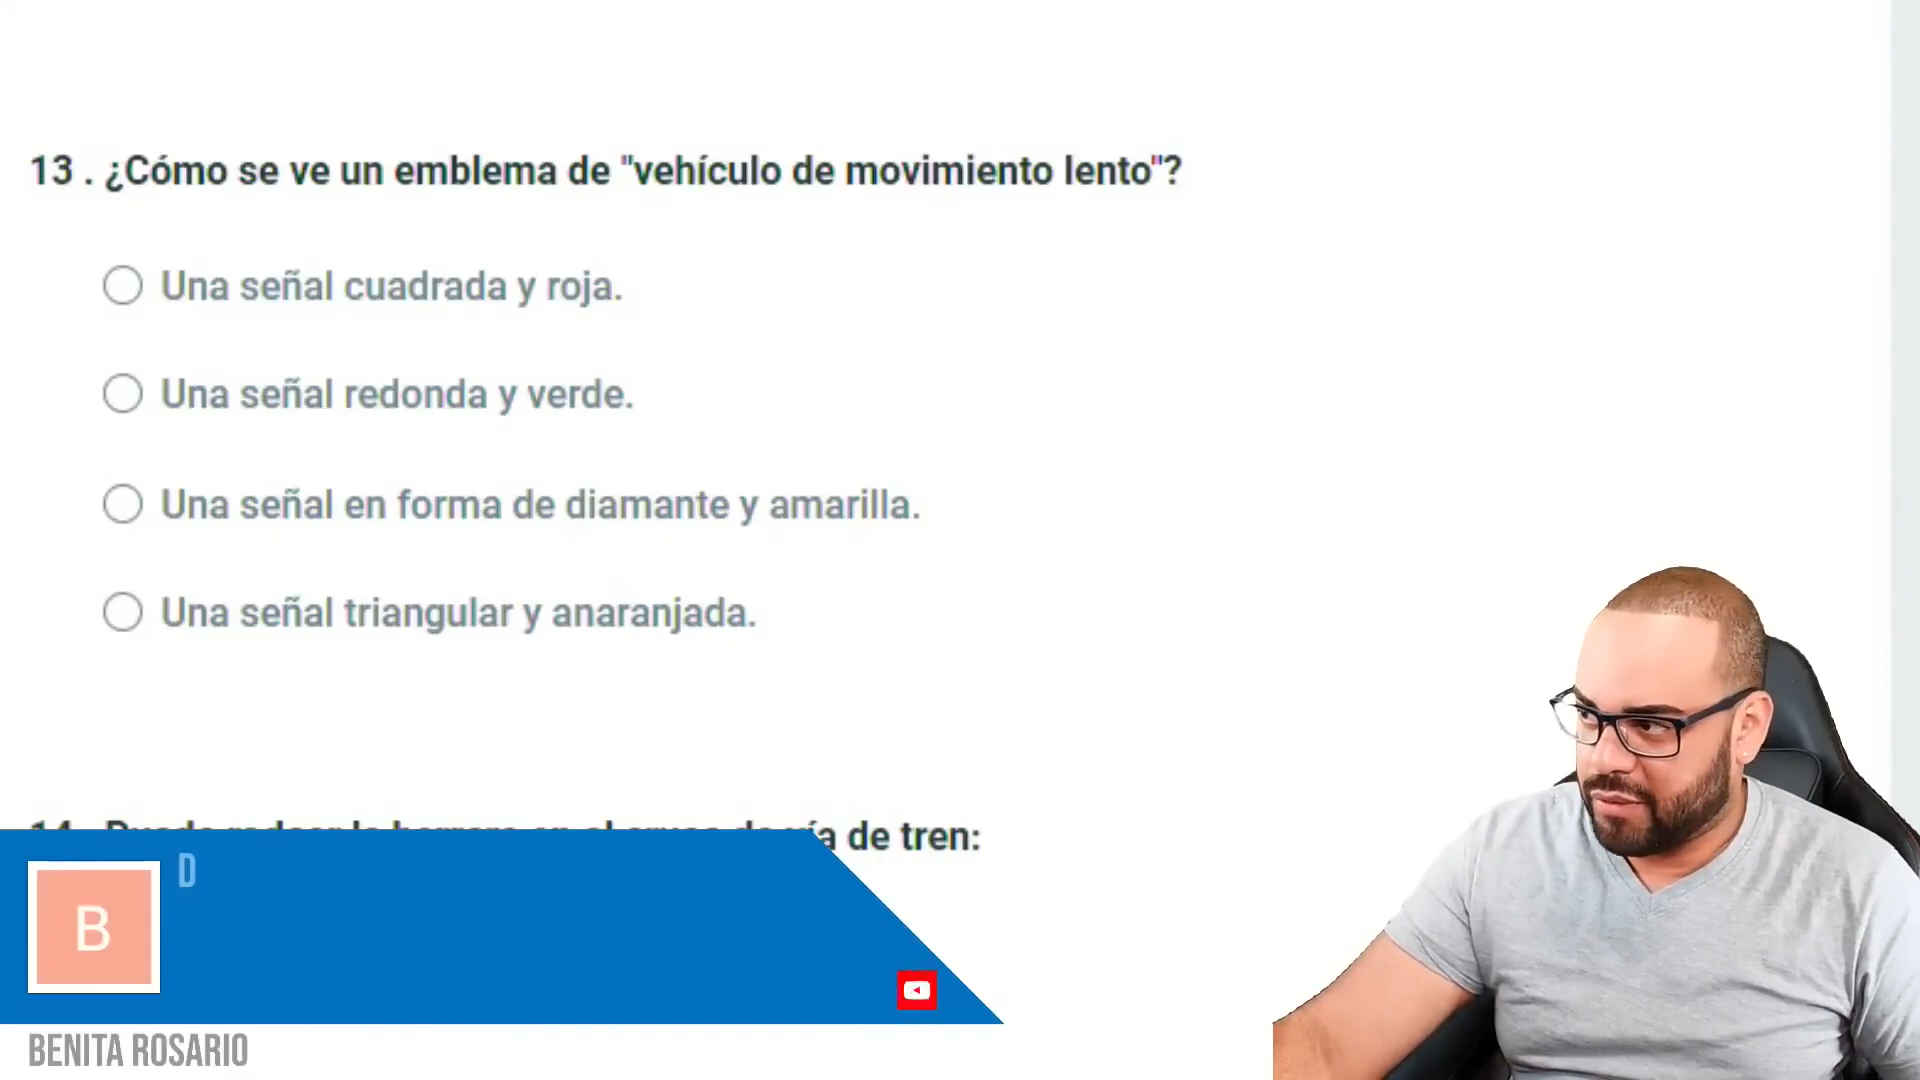 13 . ¿Cómo se ve un emblema de "vehículo de movimiento lento"?
Una señal cuadrada y roja.
Una señal redonda y verde.
Una señal en forma de diamante y amarilla.
Una señal triangular y anaranjada.
de tren:
D
B
BENITA ROSARIO